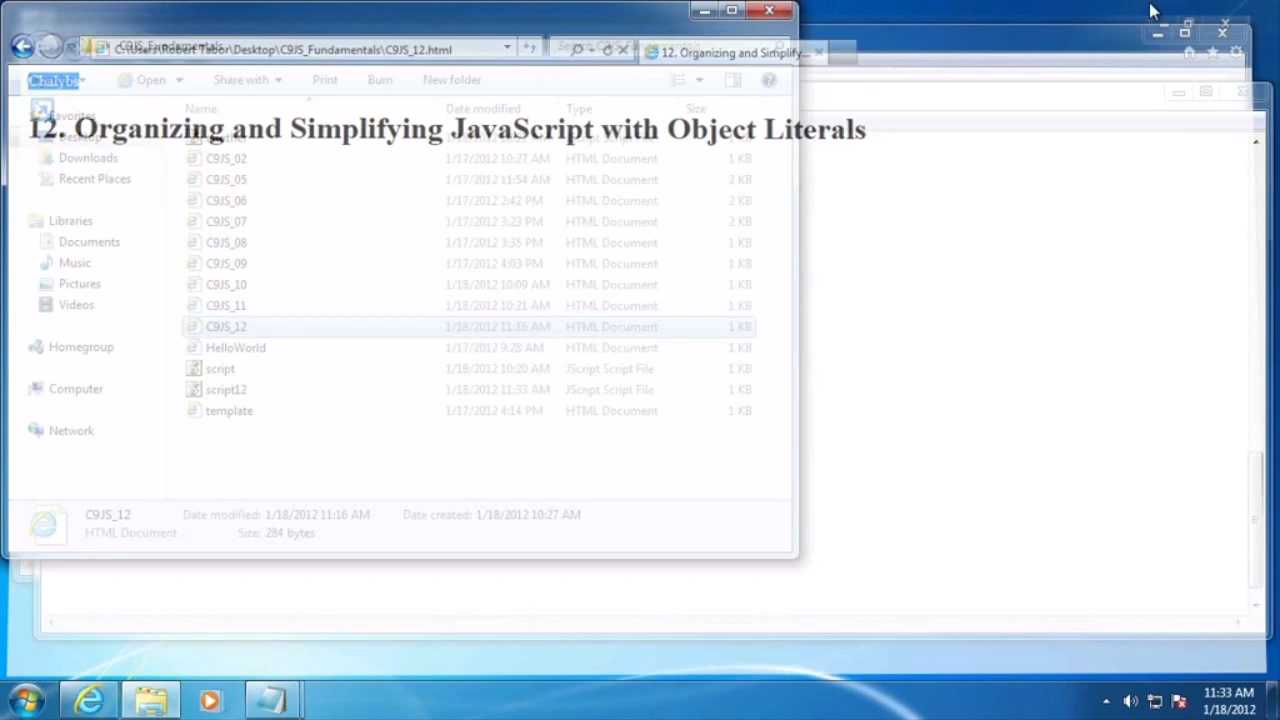 C:\Users\Robert Tabor\Desktop\C9JS_Fundamentals\C9JS_12.html
12. Organizing and Simplify...
Open
Share with
Print
Burn
New folder
Name
Date modified
Type
Size
Favorites
12. Organizing and Simplifying JavaScript with Object Literals
Desktop
Downloads
C9JS_02 1/17/2012 10:27 AM HTML Document 1 KB
Recent Places
C9JS_05 1/17/2012 11:54 AM HTML Document 2 KB
C9JS_06 1/17/2012 2:42 PM HTML Document 2 KB
Libraries
C9JS_07 1/17/2012 3:23 PM HTML Document 2 KB
Documents
C9JS_08 1/17/2012 3:35 PM HTML Document 1 KB
Music
C9JS_09 1/17/2012 4:03 PM HTML Document 1 KB
Pictures
C9JS_10 1/18/2012 10:09 AM HTML Document 1 KB
Videos
C9JS_11 1/18/2012 10:21 AM HTML Document 1 KB
C9JS_12 1/18/2012 11:16 AM HTML Document 1 KB
Homegroup
HelloWorld 1/17/2012 9:28 AM HTML Document 1 KB
script 1/18/2012 10:20 AM JScript Script File 1 KB
Computer
script12 1/18/2012 11:33 AM JScript Script File 1 KB
template 1/17/2012 4:14 PM HTML Document 1 KB
Network
C9JS_12 Date modified: 1/18/2012 11:16 AM Date created: 1/18/2012 10:27 AM
HTML Document Size: 284 bytes
11:33 AM
1/18/2012